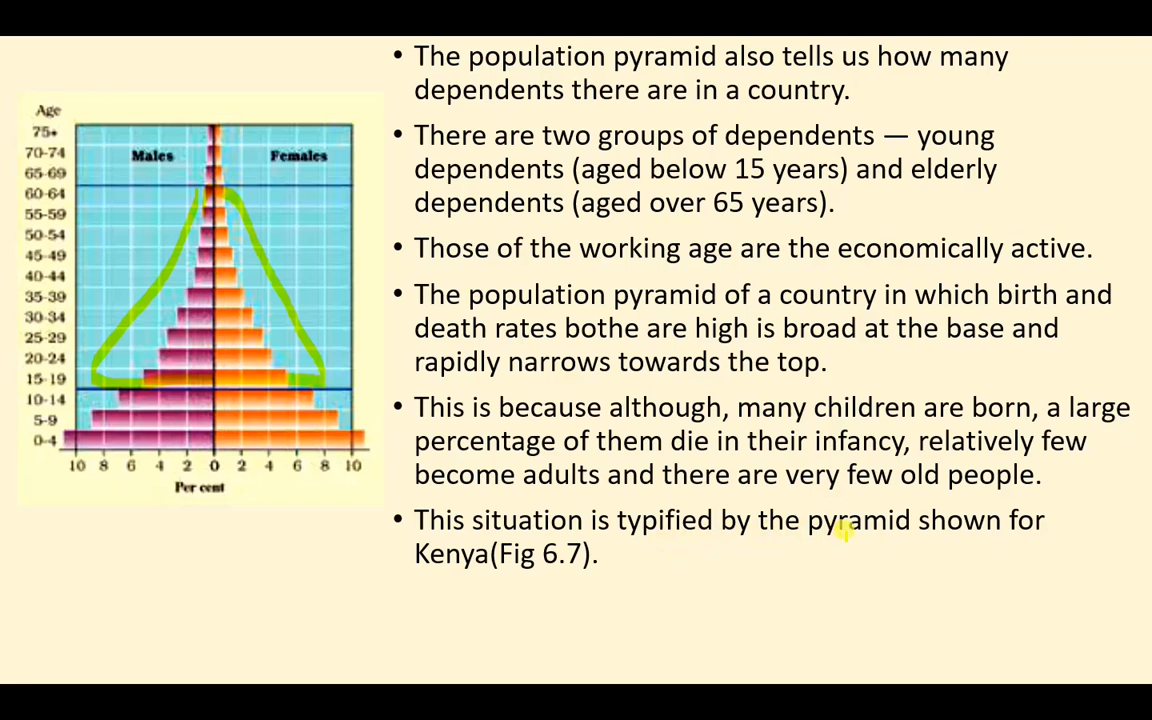 • The population pyramid also tells us how many
dependents there are in a country.
• There are two groups of dependents — young
dependents (aged below 15 years) and elderly
dependents (aged over 65 years).
• Those of the working age are the economically active.
• The population pyramid of a country in which birth and
death rates bothe are high is broad at the base and
rapidly narrows towards the top.
• This is because although, many children are born, a large
percentage of them die in their infancy, relatively few
become adults and there are very few old people.
• This situation is typified by the pyramid shown for
Kenya(Fig 6.7).
Age
75+
70-74
65-69
60-64
55-59
50-54
45-49
40-44
35-39
30-34
25-29
20-24
15-19
10-14
5-9
0-4
Males Females
10 8 6 4 2 0 2 4 6 8 10
Per cent